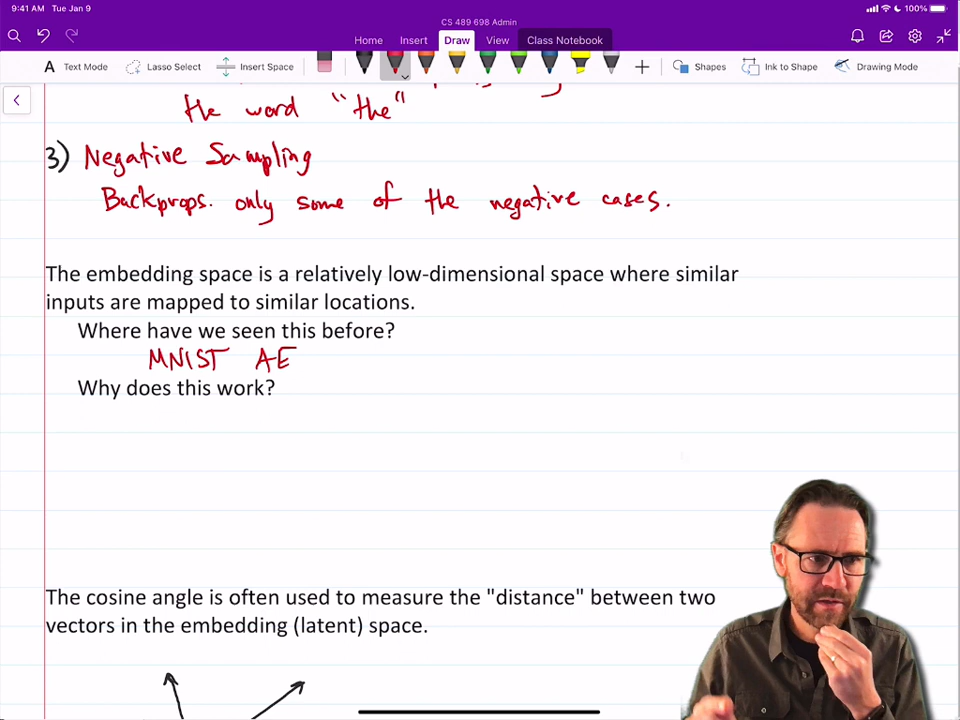 9:41 AM Tue Jan 9
100%
CS 489 698 Admin
Home Insert Draw View Class Notebook
A Text Mode Lasso Select Insert Space Shapes Ink to Shape Drawing Mode
the word "the"
3) Negative Sampling
Backprops. only some of the negative cases.
The embedding space is a relatively low-dimensional space where similar
inputs are mapped to similar locations.
Where have we seen this before?
MNIST AE
Why does this work?
The cosine angle is often used to measure the "distance" between two
vectors in the embedding (latent) space.